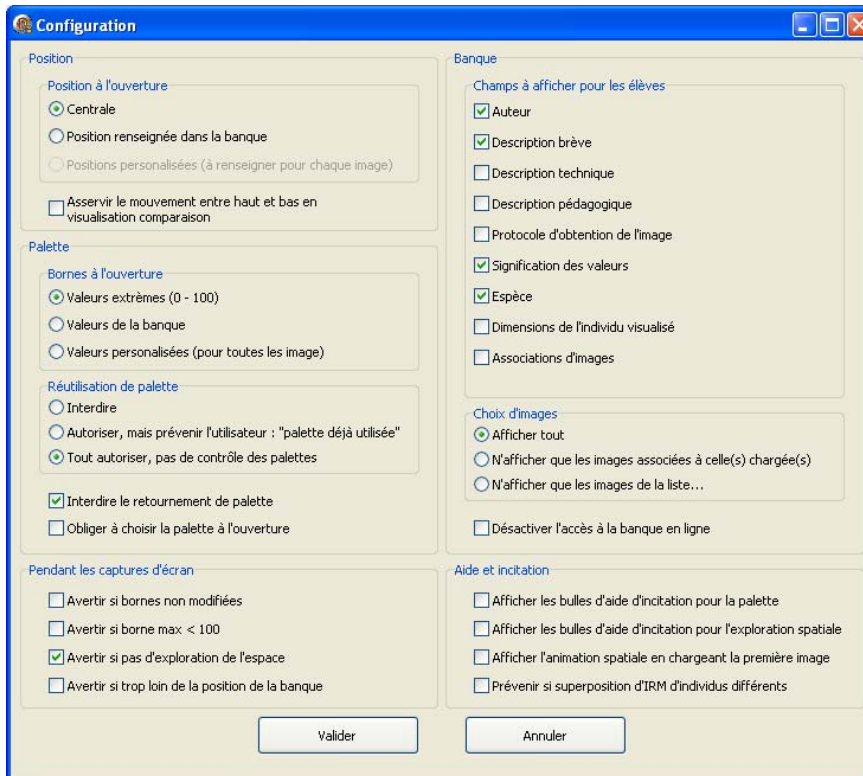 Configuration
Position
Position à l'ouverture
Centrale
Position renseignée dans la banque
Positions personalisées (à renseigner pour chaque image)
Asservir le mouvement entre haut et bas en
visualisation comparaison
Palette
Bornes à l'ouverture
Valeurs extrèmes (0 - 100)
Valeurs de la banque
Valeurs personalisées (pour toutes les image)
Réutilisation de palette
Interdire
Autoriser, mais prévenir l'utilisateur : "palette déjà utilisée"
Tout autoriser, pas de contrôle des palettes
Interdire le retournement de palette
Obliger à choisir la palette à l'ouverture
Pendant les captures d'écran
Avertir si bornes non modifiées
Avertir si borne max < 100
Avertir si pas d'exploration de l'espace
Avertir si trop loin de la position de la banque
Banque
Champs à afficher pour les élèves
Auteur
Description brève
Description technique
Description pédagogique
Protocole d'obtention de l'image
Signification des valeurs
Espèce
Dimensions de l'individu visualisé
Associations d'images
Choix d'images
Afficher tout
N'afficher que les images associées à celle(s) chargée(s)
N'afficher que les images de la liste...
Désactiver l'accès à la banque en ligne
Aide et incitation
Afficher les bulles d'aide d'incitation pour la palette
Afficher les bulles d'aide d'incitation pour l'exploration spatiale
Afficher l'animation spatiale en chargeant la première image
Prévenir si superposition d'IRM d'individus différents
Valider
Annuler